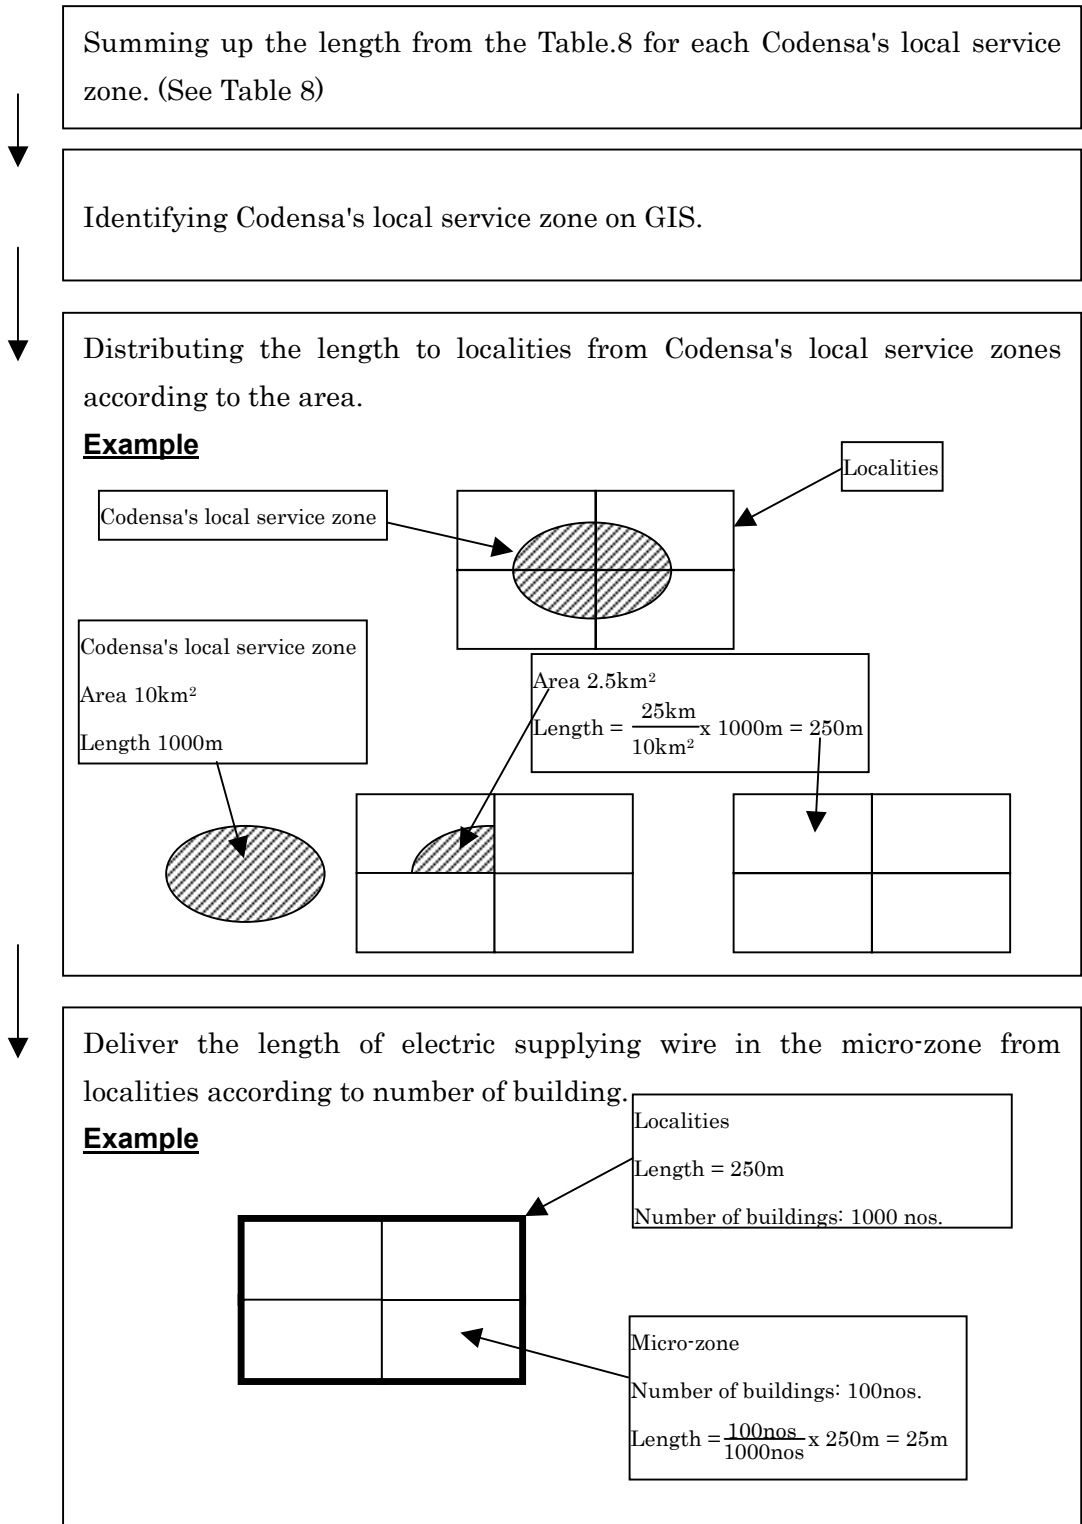 Summing up the length from the Table.8 for each Codensa's local service
zone. (See Table 8)
Identifying Codensa's local service zone on GIS.
Distributing the length to localities from Codensa's local service zones
according to the area.
Example
Localities
Codensa's local service zone
Codensa's local service zone
Area 10km²
Length 1000m
Area 2.5km²
Length = 25km/10km² x 1000m = 250m
Deliver the length of electric supplying wire in the micro-zone from
localities according to number of building.
Example
Localities
Length = 250m
Number of buildings: 1000 nos.
Micro-zone
Number of buildings: 100nos.
Length = 100nos/1000nos x 250m = 25m